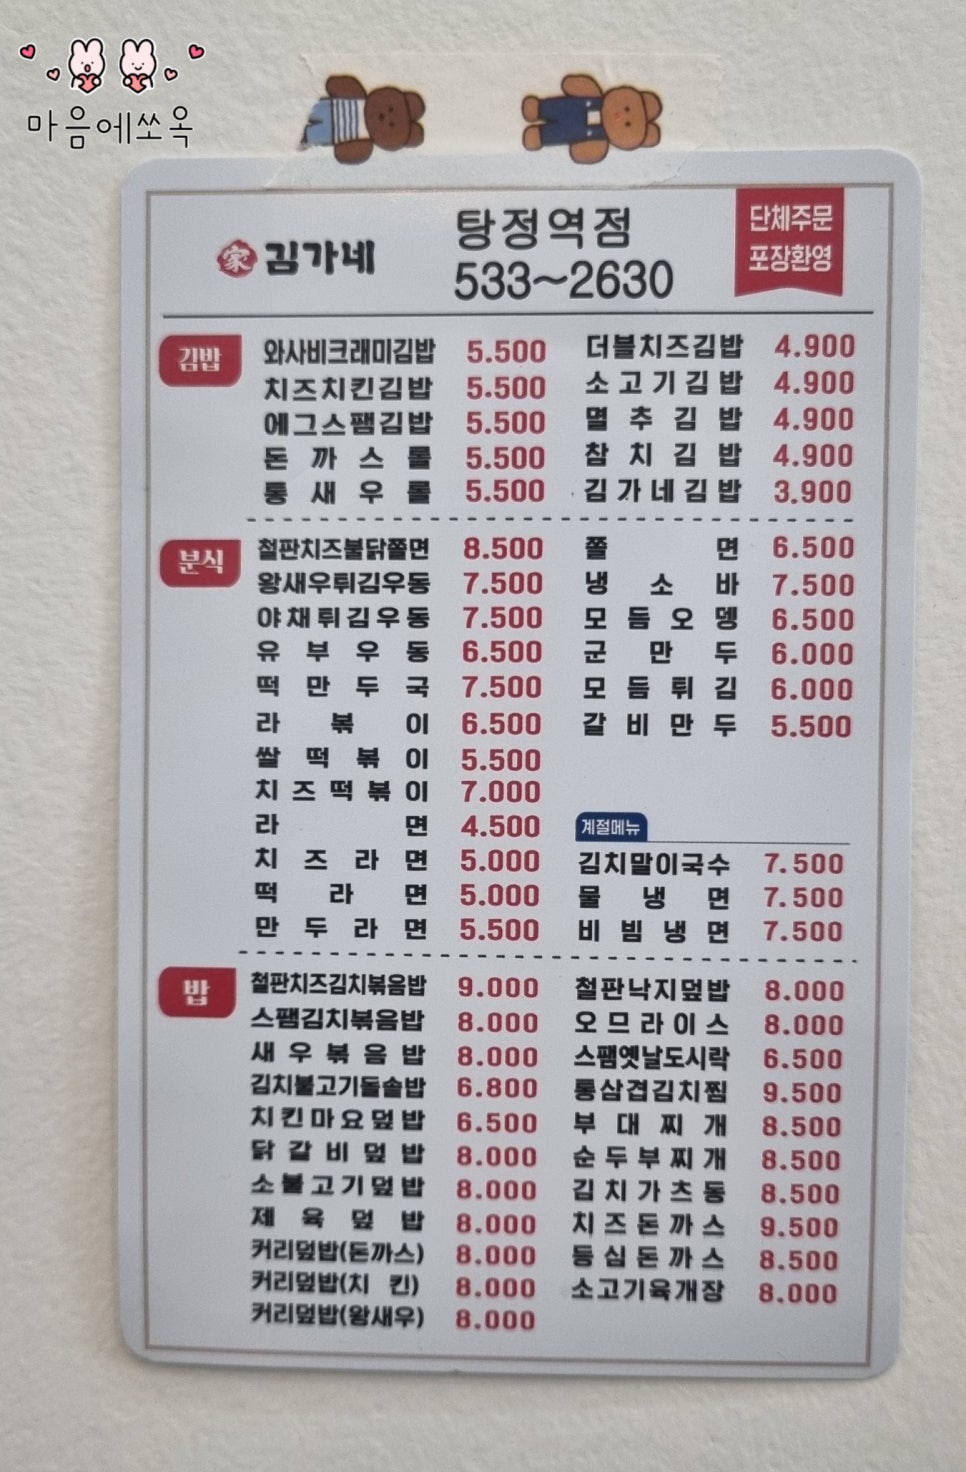 마음에쏘옥
家 김가네
탕정역점
533~2630
단체주문
포장환영
김밥
와사비크래미김밥 5.500
치즈치킨김밥 5.500
에그스팸김밥 5.500
돈까스롤 5.500
통새우롤 5.500
더블치즈김밥 4.900
소고기김밥 4.900
멸추김밥 4.900
참치김밥 4.900
김가네김밥 3.900
분식
철판치즈불닭쫄면 8.500
왕새우튀김우동 7.500
야채튀김우동 7.500
유부우동 6.500
떡만두국 7.500
라볶이 6.500
쌀떡볶이 5.500
치즈떡볶이 7.000
라면 4.500
치즈라면 5.000
떡라면 5.000
만두라면 5.500
쫄면 6.500
냉소바 7.500
모듬오뎅 6.500
군만두 6.000
모듬튀김 6.000
갈비만두 5.500
계절메뉴
김치말이국수 7.500
물냉면 7.500
비빔냉면 7.500
밥
철판치즈김치볶음밥 9.000
스팸김치볶음밥 8.000
새우볶음밥 8.000
김치불고기돌솥밥 6.800
치킨마요덮밥 6.500
닭갈비덮밥 8.000
소불고기덮밥 8.000
제육덮밥 8.000
커리덮밥(돈까스) 8.000
커리덮밥(치킨) 8.000
커리덮밥(왕새우) 8.000
철판낙지덮밥 8.000
오므라이스 8.000
스팸옛날도시락 6.500
통삼겹김치찜 9.500
부대찌개 8.500
순두부찌개 8.500
김치가츠동 8.500
치즈돈까스 9.500
등심돈까스 8.500
소고기육개장 8.000